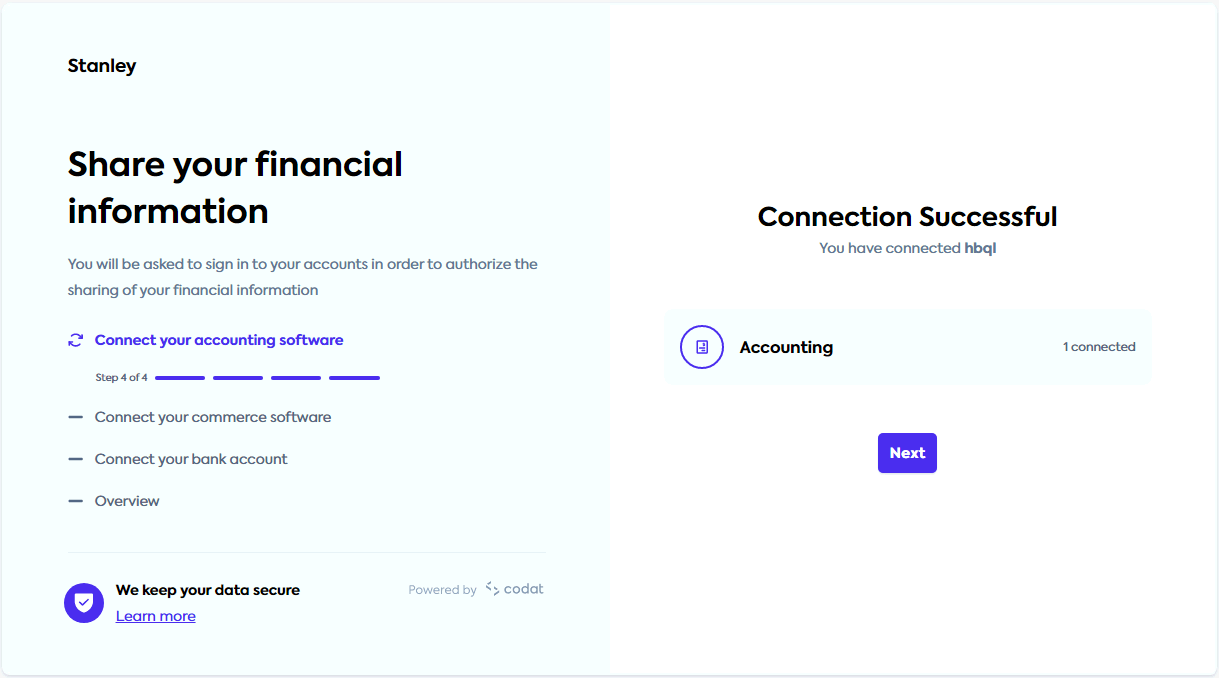 Stanley
Share your financial
information
You will be asked to sign in to your accounts in order to authorize the
sharing of your financial information
Connect your accounting software
Step 4 of 4
Connect your commerce software
Connect your bank account
Overview
We keep your data secure
Learn more
Powered by codat
Connection Successful
You have connected hbql
Accounting
1 connected
Next